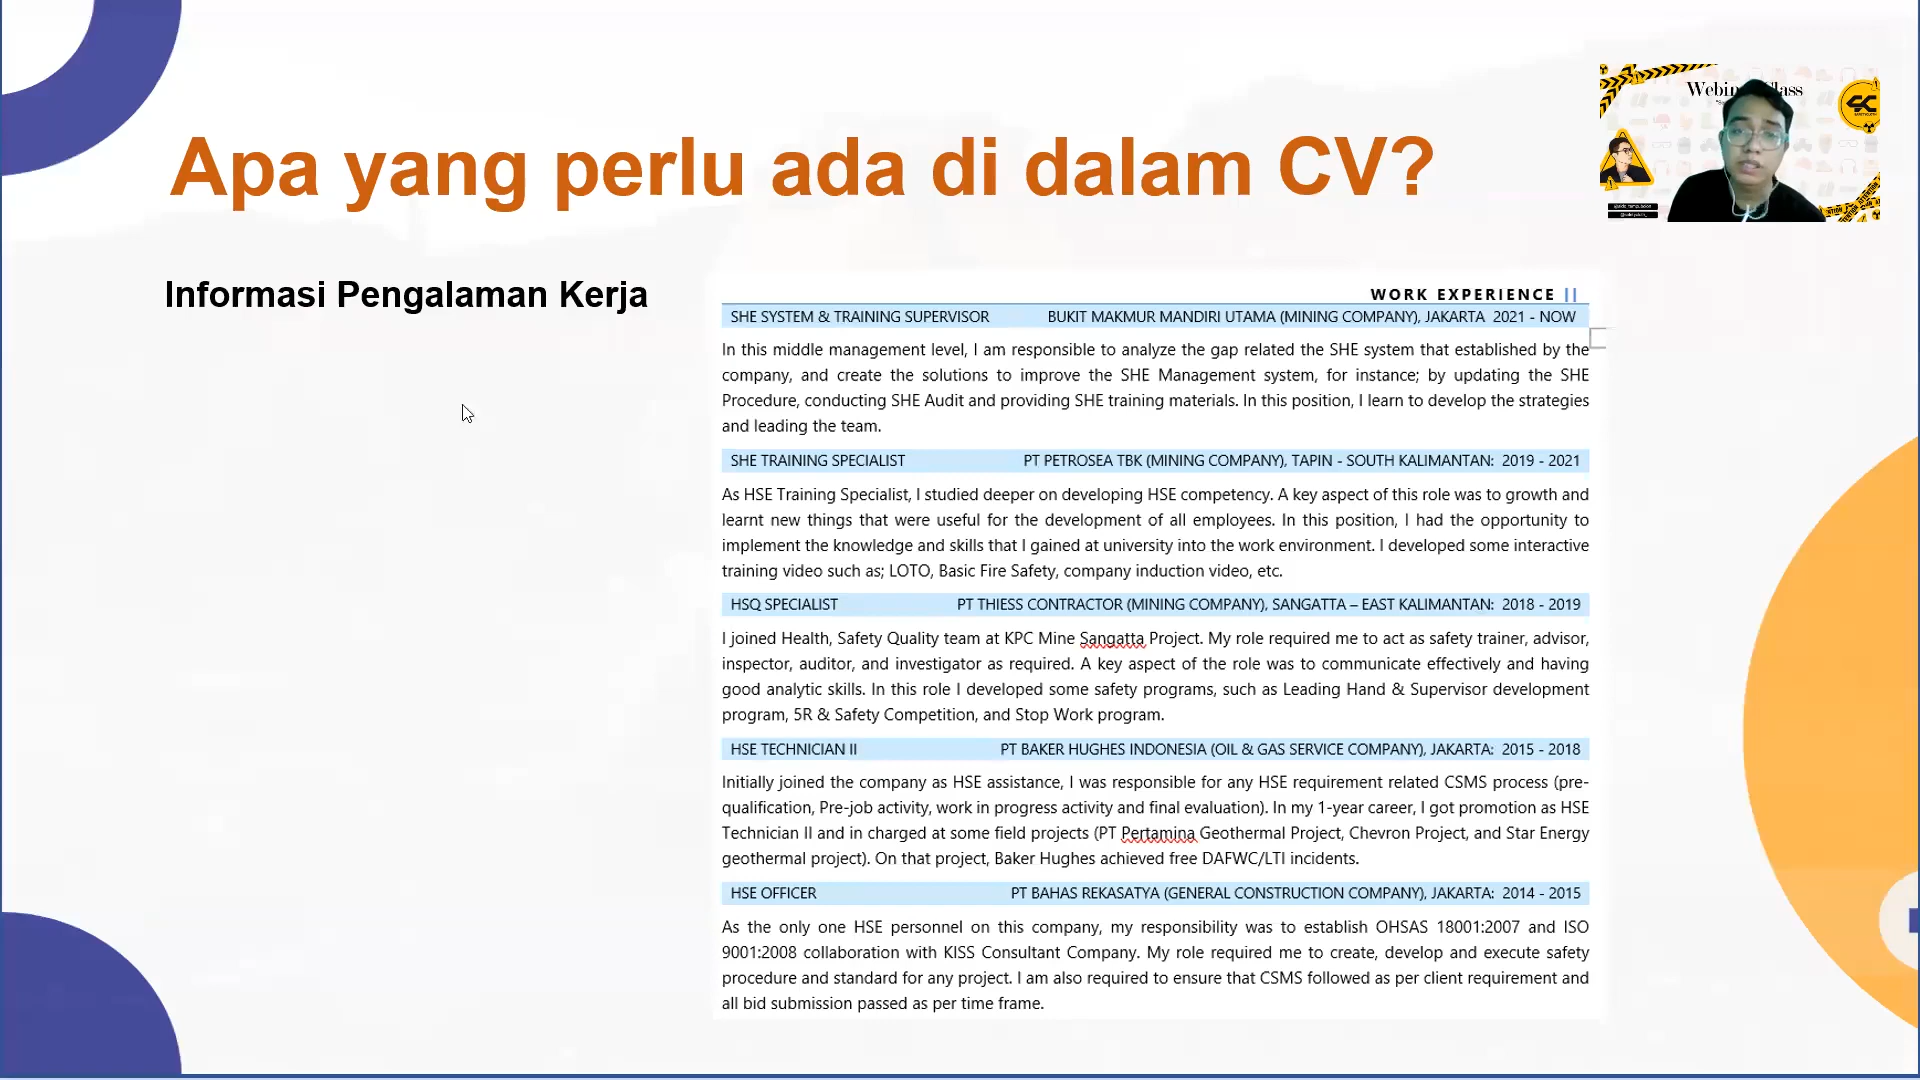 Apa yang perlu ada di dalam CV?
Informasi Pengalaman Kerja
WORK EXPERIENCE ||
SHE SYSTEM & TRAINING SUPERVISOR BUKIT MAKMUR MANDIRI UTAMA (MINING COMPANY), JAKARTA 2021 - NOW
In this middle management level, I am responsible to analyze the gap related the SHE system that established by the
company, and create the solutions to improve the SHE Management system, for instance; by updating the SHE
Procedure, conducting SHE Audit and providing SHE training materials. In this position, I learn to develop the strategies
and leading the team.
SHE TRAINING SPECIALIST PT PETROSEA TBK (MINING COMPANY), TAPIN - SOUTH KALIMANTAN: 2019 - 2021
As HSE Training Specialist, I studied deeper on developing HSE competency. A key aspect of this role was to growth and
learnt new things that were useful for the development of all employees. In this position, I had the opportunity to
implement the knowledge and skills that I gained at university into the work environment. I developed some interactive
training video such as; LOTO, Basic Fire Safety, company induction video, etc.
HSQ SPECIALIST PT THIESS CONTRACTOR (MINING COMPANY), SANGATTA – EAST KALIMANTAN: 2018 - 2019
I joined Health, Safety Quality team at KPC Mine Sangatta Project. My role required me to act as safety trainer, advisor,
inspector, auditor, and investigator as required. A key aspect of the role was to communicate effectively and having
good analytic skills. In this role I developed some safety programs, such as Leading Hand & Supervisor development
program, 5R & Safety Competition, and Stop Work program.
HSE TECHNICIAN II PT BAKER HUGHES INDONESIA (OIL & GAS SERVICE COMPANY), JAKARTA: 2015 - 2018
Initially joined the company as HSE assistance, I was responsible for any HSE requirement related CSMS process (pre-
qualification, Pre-job activity, work in progress activity and final evaluation). In my 1-year career, I got promotion as HSE
Technician II and in charged at some field projects (PT Pertamina Geothermal Project, Chevron Project, and Star Energy
geothermal project). On that project, Baker Hughes achieved free DAFWC/LTI incidents.
HSE OFFICER PT BAHAS REKASATYA (GENERAL CONSTRUCTION COMPANY), JAKARTA: 2014 - 2015
As the only one HSE personnel on this company, my responsibility was to establish OHSAS 18001:2007 and ISO
9001:2008 collaboration with KISS Consultant Company. My role required me to create, develop and execute safety
procedure and standard for any project. I am also required to ensure that CSMS followed as per client requirement and
all bid submission passed as per time frame.